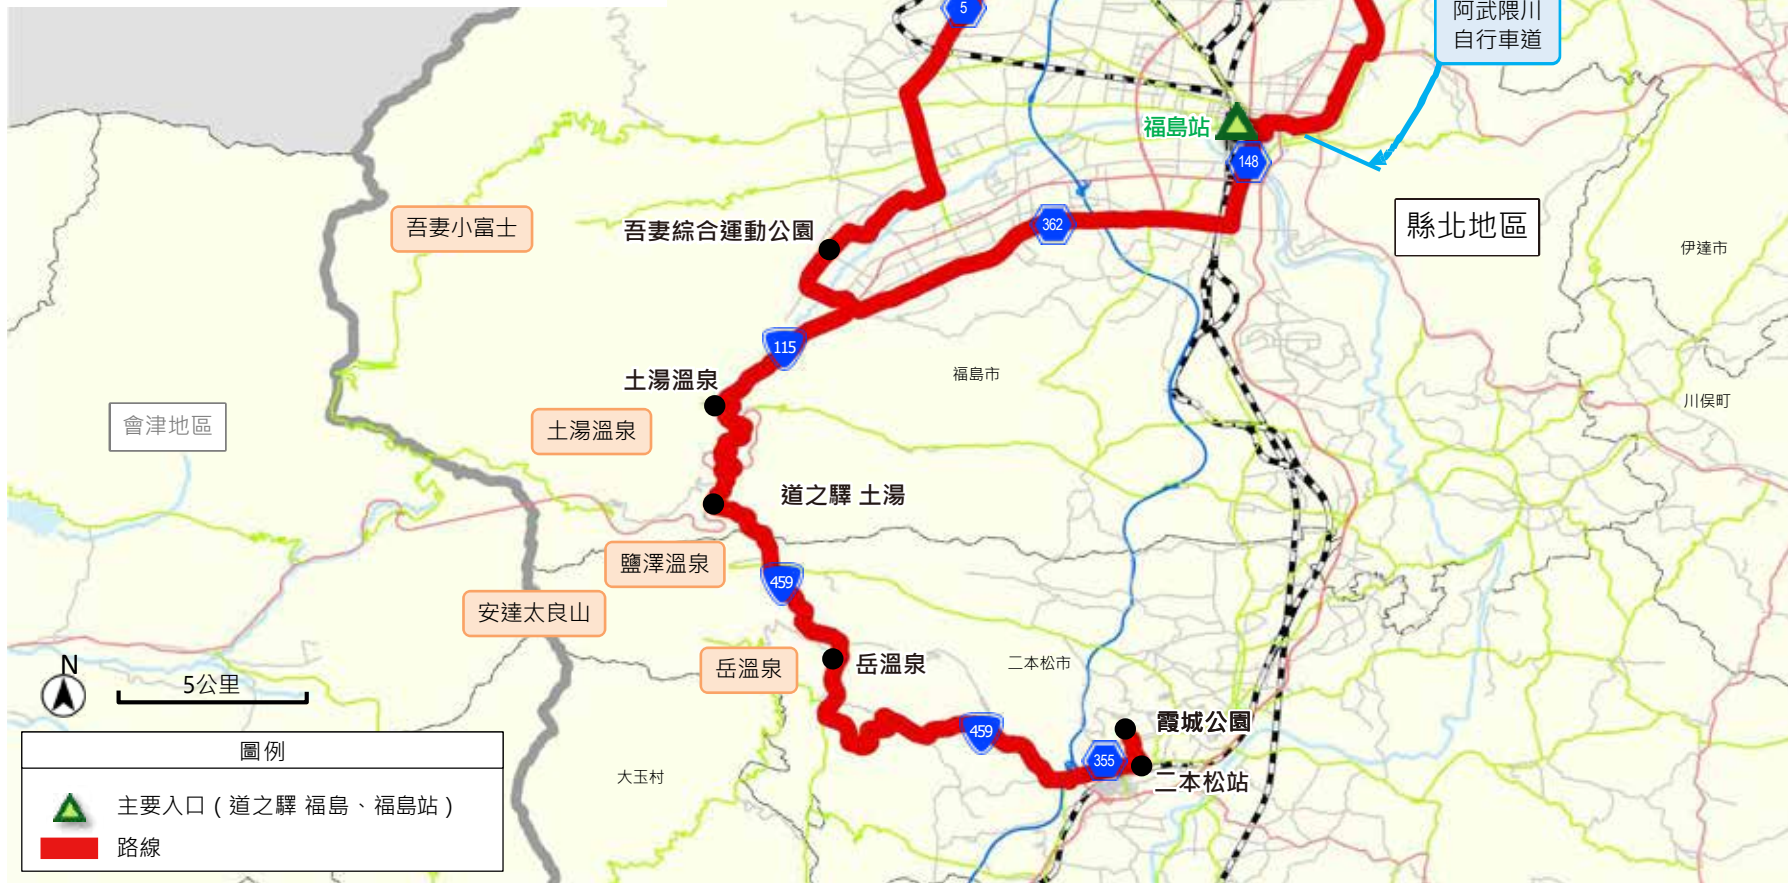 5
阿武隈川
自行車道
福島站
148
縣北地區
吾妻小富士
吾妻綜合運動公園
362
伊達市
115
土湯溫泉
福島市
川俣町
會津地區
土湯溫泉
道之驛 土湯
鹽澤溫泉
459
安達太良山
岳溫泉
岳溫泉
二本松市
N
5公里
459
霞城公園
355
二本松站
大玉村
圖例
主要入口（道之驛 福島、福島站）
路線